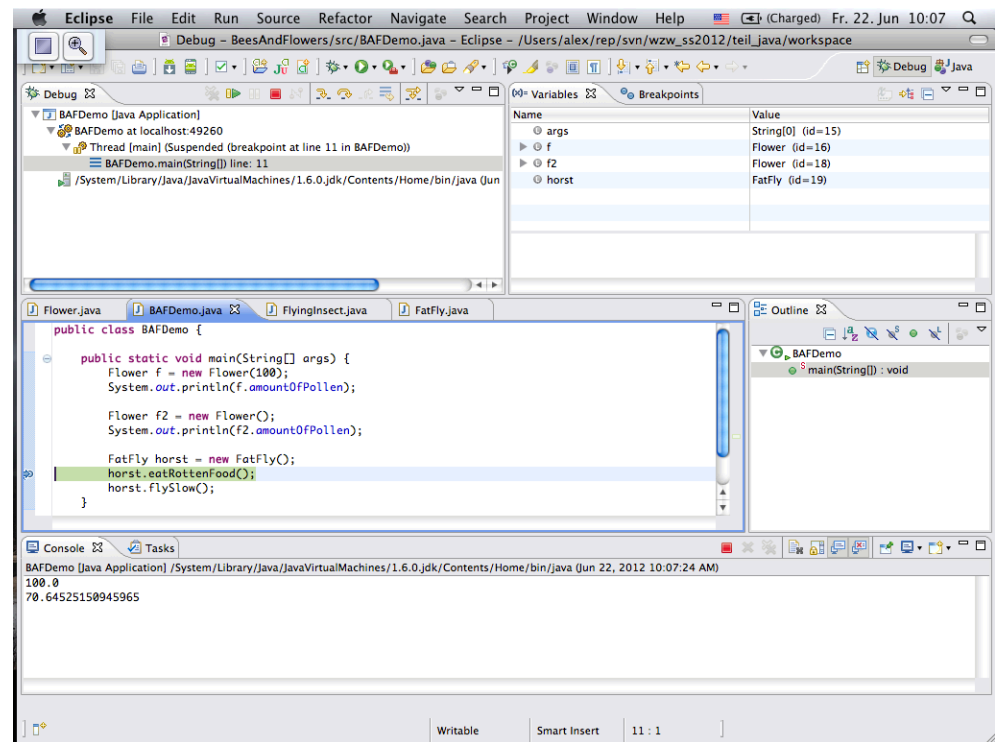 Eclipse File Edit Run Source Refactor Navigate Search Project Window Help (Charged) Fr. 22. Jun 10:07
Debug – BeesAndFlowers/src/BAFDemo.java – Eclipse – /Users/alex/rep/svn/wzw_ss2012/teil_java/workspace
Debug Java
Debug
BAFDemo [Java Application]
BAFDemo at localhost:49260
Thread [main] (Suspended (breakpoint at line 11 in BAFDemo))
BAFDemo.main(String[]) line: 11
/System/Library/Java/JavaVirtualMachines/1.6.0.jdk/Contents/Home/bin/java (Jun
(x)= Variables Breakpoints
Name Value
args String[0] (id=15)
f Flower (id=16)
f2 Flower (id=18)
horst FatFly (id=19)
Flower.java BAFDemo.java FlyingInsect.java FatFly.java
public class BAFDemo {
public static void main(String[] args) {
Flower f = new Flower(100);
System.out.println(f.amountOfPollen);
Flower f2 = new Flower();
System.out.println(f2.amountOfPollen);
FatFly horst = new FatFly();
horst.eatRottenFood();
horst.flySlow();
}
Outline
BAFDemo
main(String[]) : void
Console Tasks
BAFDemo [Java Application] /System/Library/Java/JavaVirtualMachines/1.6.0.jdk/Contents/Home/bin/java (Jun 22, 2012 10:07:24 AM)
100.0
70.64525150945965
Writable Smart Insert 11 : 1